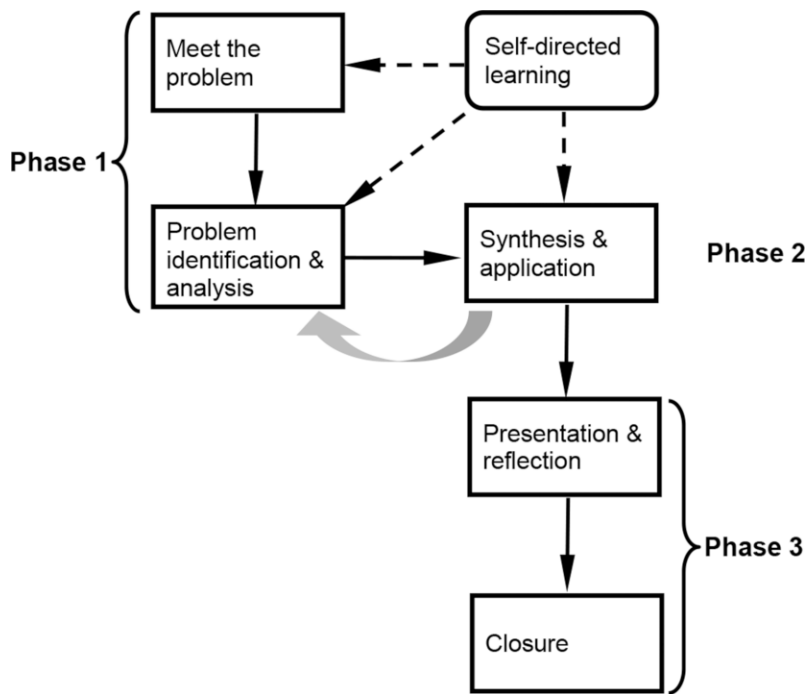 Meet the
problem
Self-directed
learning
Phase 1
Problem
identification &
analysis
Synthesis &
application
Phase 2
Presentation &
reflection
Phase 3
Closure